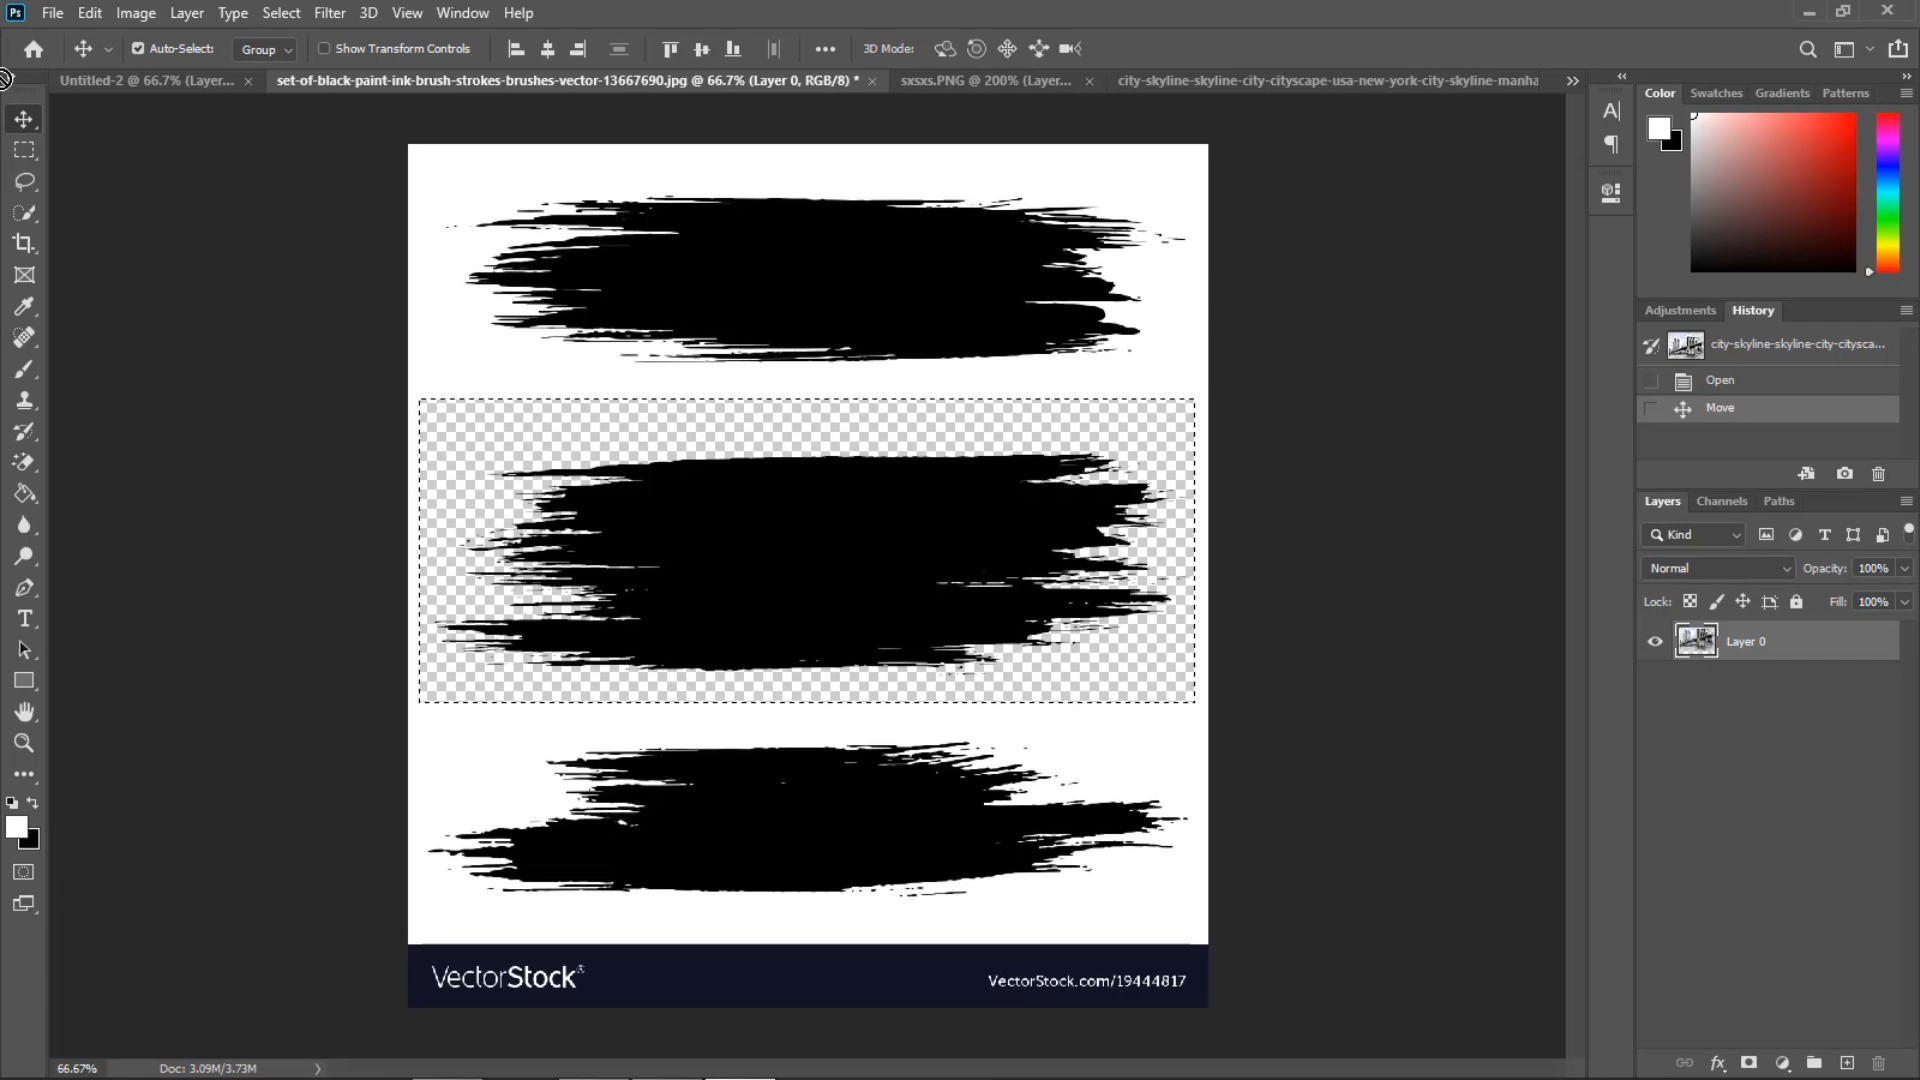 Ps File Edit Image Layer Type Select Filter 3D View Window Help
Auto-Select: Group Show Transform Controls 3D Mode:
Untitled-2 @ 66.7% (Layer... set-of-black-paint-ink-brush-strokes-brushes-vector-13667690.jpg @ 66.7% (Layer 0, RGB/8) * sxsxs.PNG @ 200% (Layer... city-skyline-skyline-city-cityscape-usa-new-york-city-skyline-manha
Color Swatches Gradients Patterns
Adjustments History
city-skyline-skyline-city-citysca...
Open
Move
Layers Channels Paths
Kind
Normal Opacity: 100%
Lock: Fill: 100%
Layer 0
VectorStock®
VectorStock.com/19444817
66.67% Doc: 3.09M/3.73M
fx